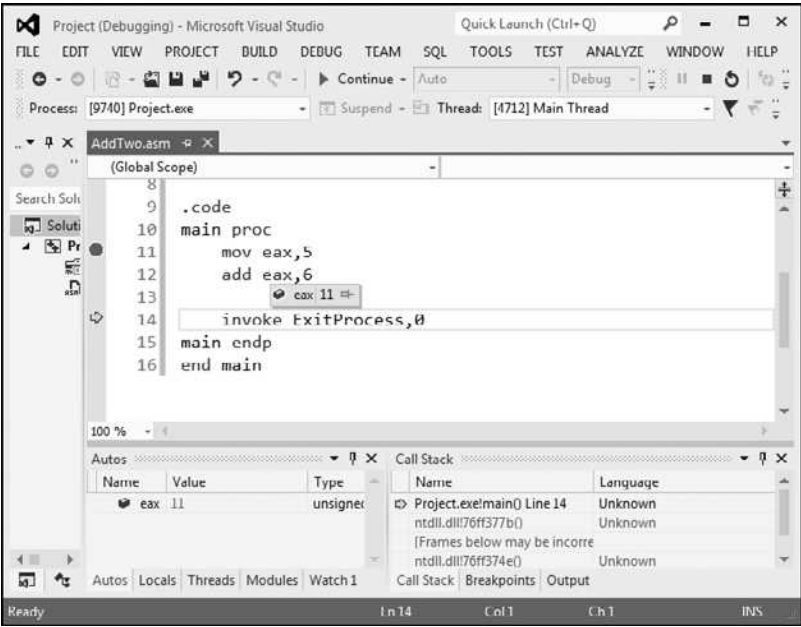 Project (Debugging) - Microsoft Visual Studio
Quick Launch (Ctrl+Q)
FILE EDIT VIEW PROJECT BUILD DEBUG TEAM SQL TOOLS TEST ANALYZE WINDOW HELP
Continue - Auto Debug
Process: [9740] Project.exe Suspend Thread: [4712] Main Thread
AddTwo.asm
(Global Scope)
Search Solu
Soluti
Pr
8
9 .code
10 main proc
11 mov eax,5
12 add eax,6
13 eax 11
14 invoke ExitProcess,0
15 main endp
16 end main
100 %
Autos
Name Value Type
eax 11 unsigned
Call Stack
Name Language
Project.exe!main() Line 14 Unknown
ntdll.dll!76ff377b() Unknown
[Frames below may be incorre
ntdll.dll!76ff374e() Unknown
Autos Locals Threads Modules Watch 1
Call Stack Breakpoints Output
Ready Ln 14 Col 1 Ch 1 INS